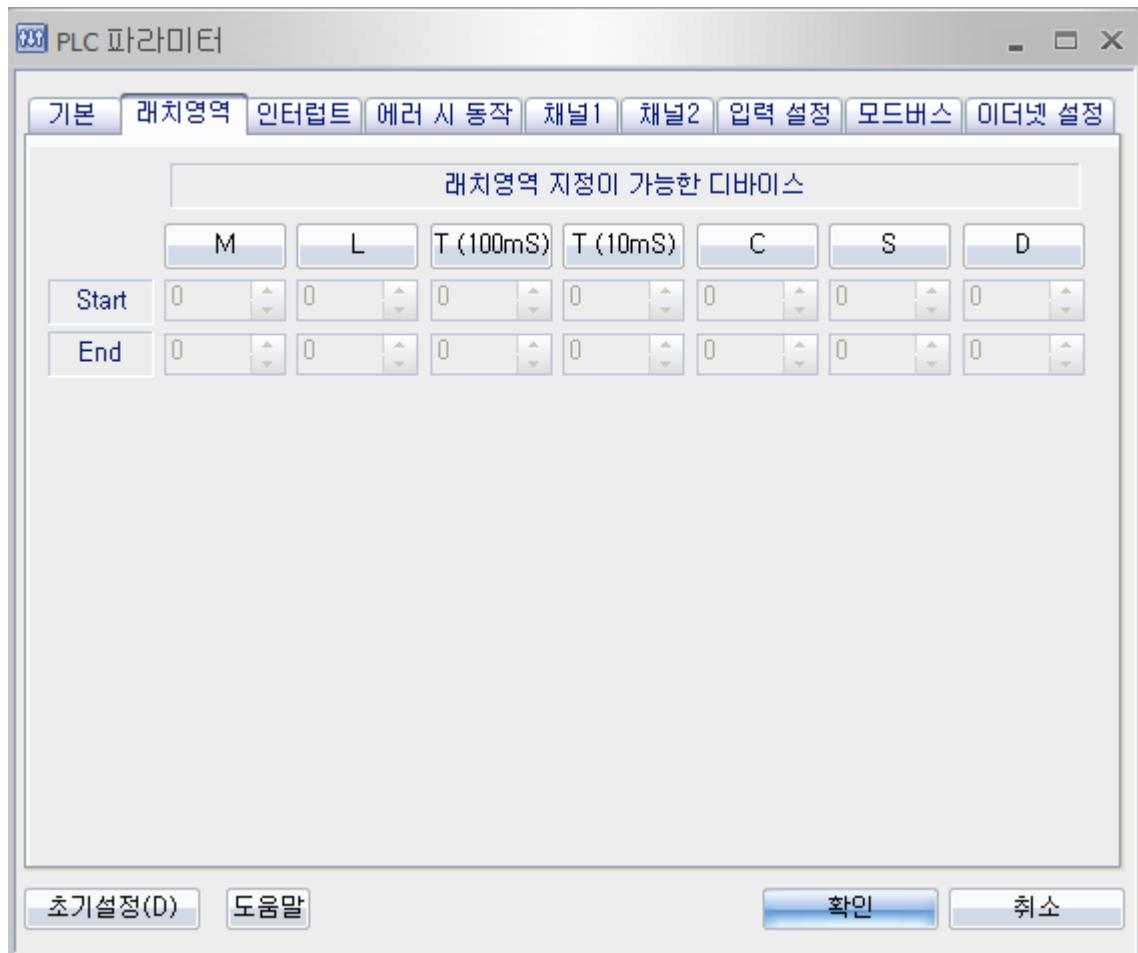 PLC 파라미터
기본 래치영역 인터럽트 에러 시 동작 채널1 채널2 입력 설정 모드버스 이더넷 설정
래치영역 지정이 가능한 디바이스
M L T (100mS) T (10mS) C S D
Start 0 0 0 0 0 0 0
End 0 0 0 0 0 0 0
초기설정(D) 도움말 확인 취소